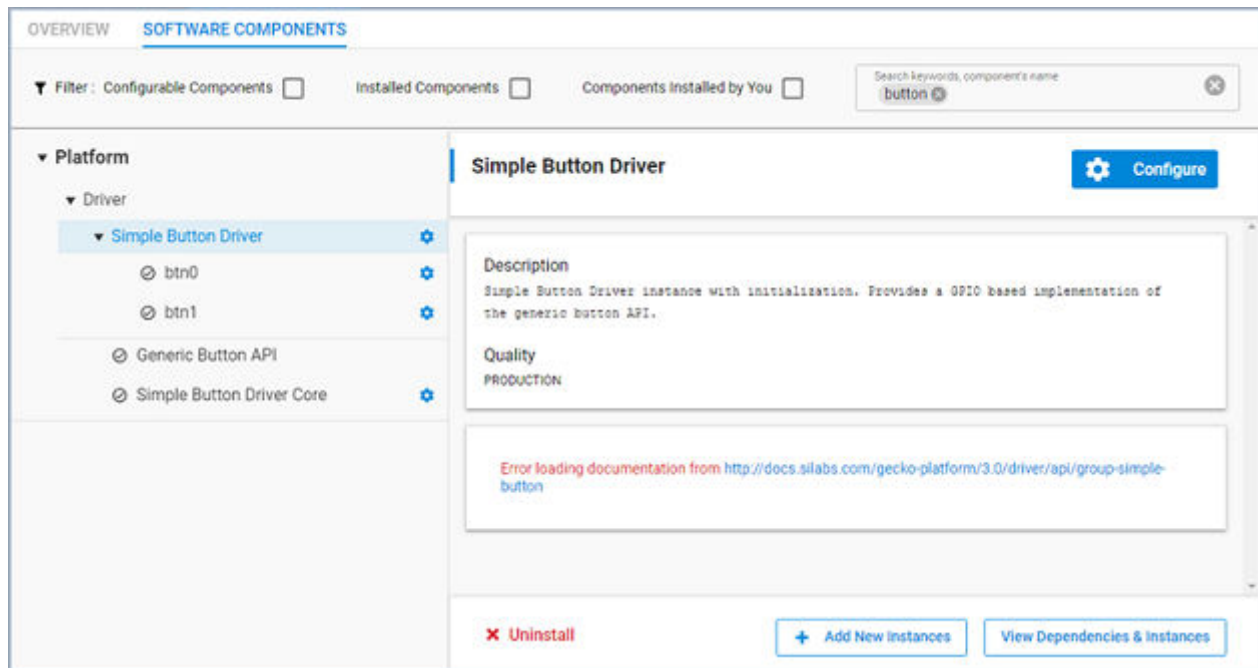 OVERVIEW SOFTWARE COMPONENTS
Filter : Configurable Components Installed Components Components Installed by You
Search keywords, component's name
button
Platform
Driver
Simple Button Driver
btn0
btn1
Generic Button API
Simple Button Driver Core
Simple Button Driver
Configure
Description
Simple Button Driver instance with initialization. Provides a GPIO based implementation of
the generic button API.
Quality
PRODUCTION
Error loading documentation from http://docs.silabs.com/gecko-platform/3.0/driver/api/group-simple-
button
Uninstall
+ Add New Instances
View Dependencies & Instances